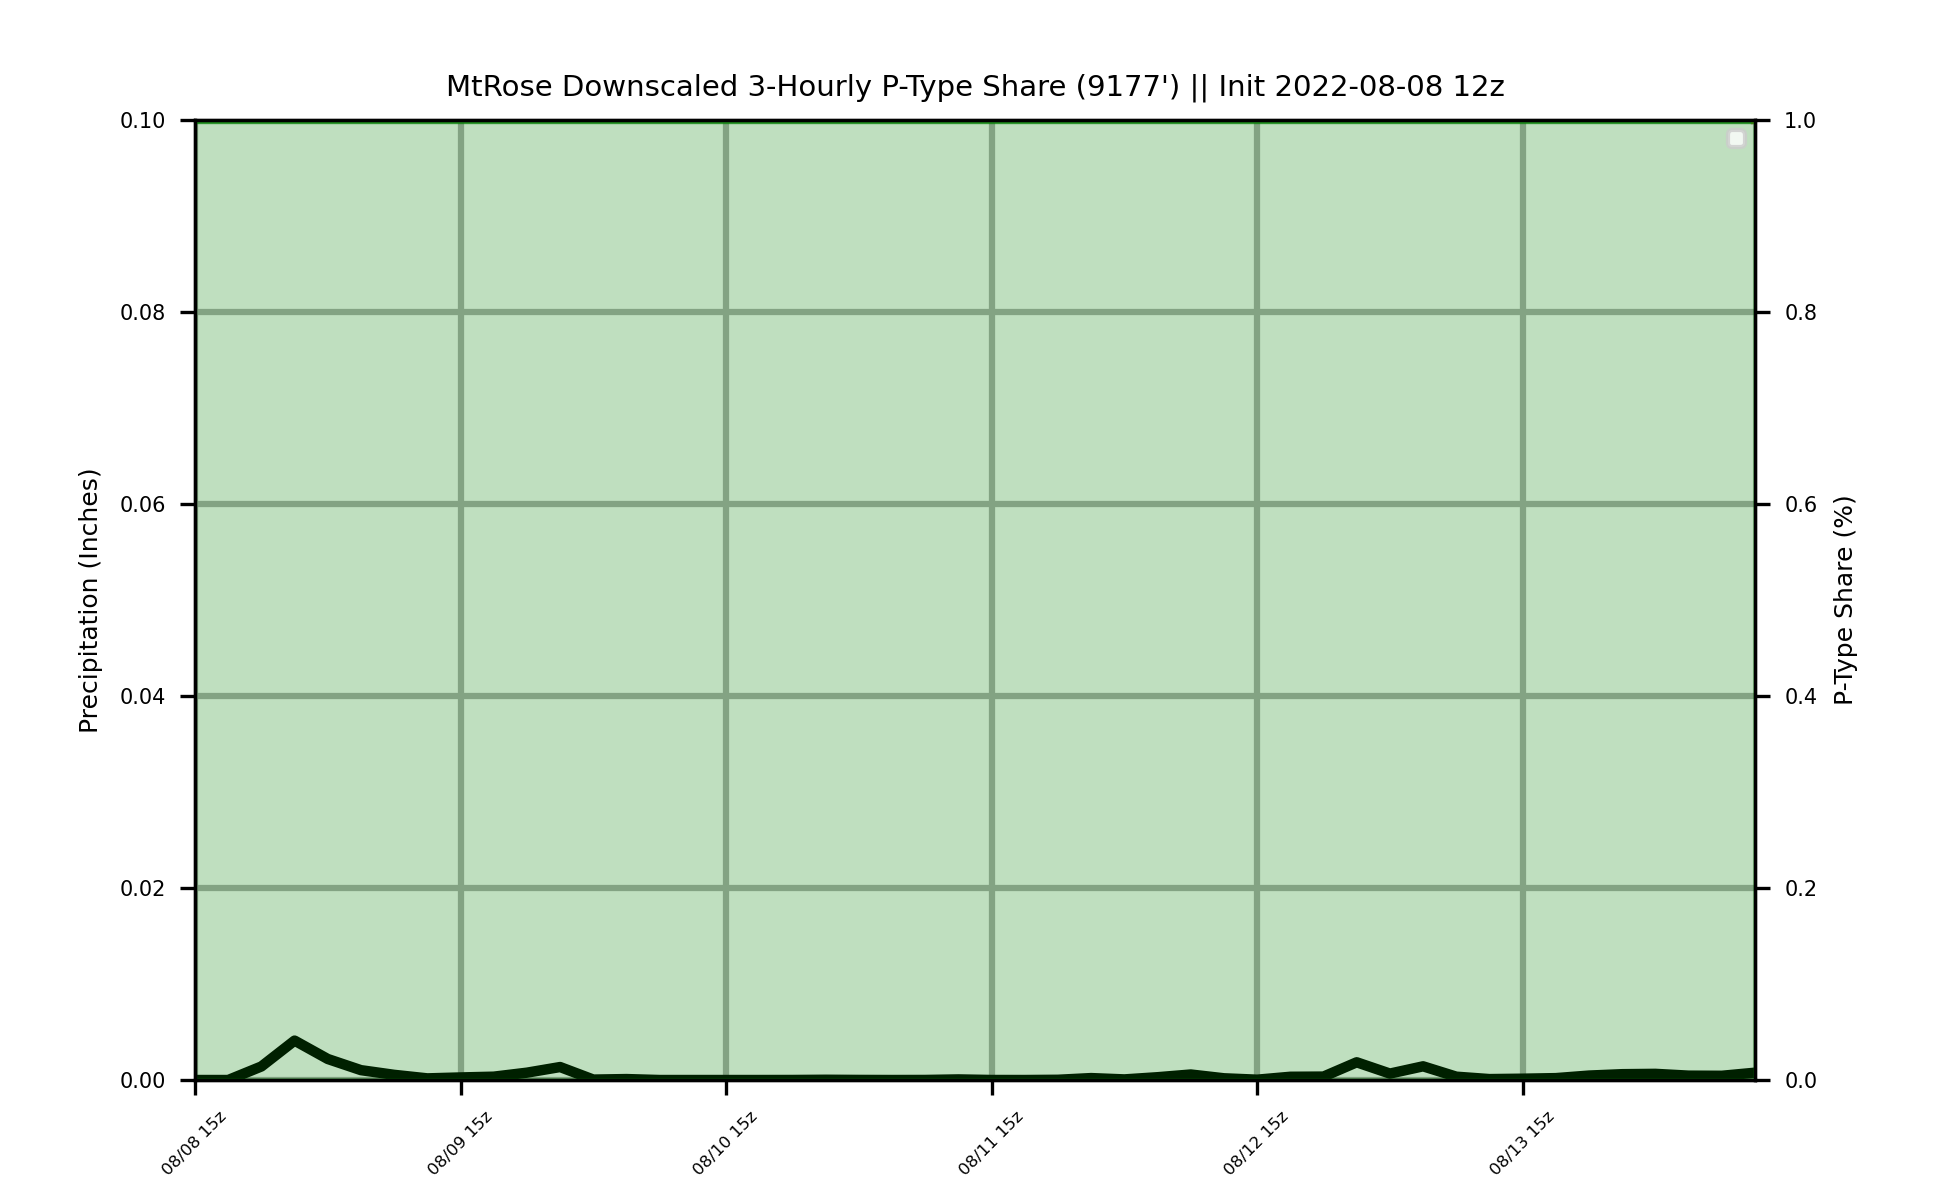 MtRose Downscaled 3-Hourly P-Type Share (9177') || Init 2022-08-08 12z
Precipitation (Inches)
0.10
0.08
0.06
0.04
0.02
0.00
1.0
0.8
0.6
0.4
0.2
0.0
P-Type Share (%)
08/08 15z
08/09 15z
08/10 15z
08/11 15z
08/12 15z
08/13 15z